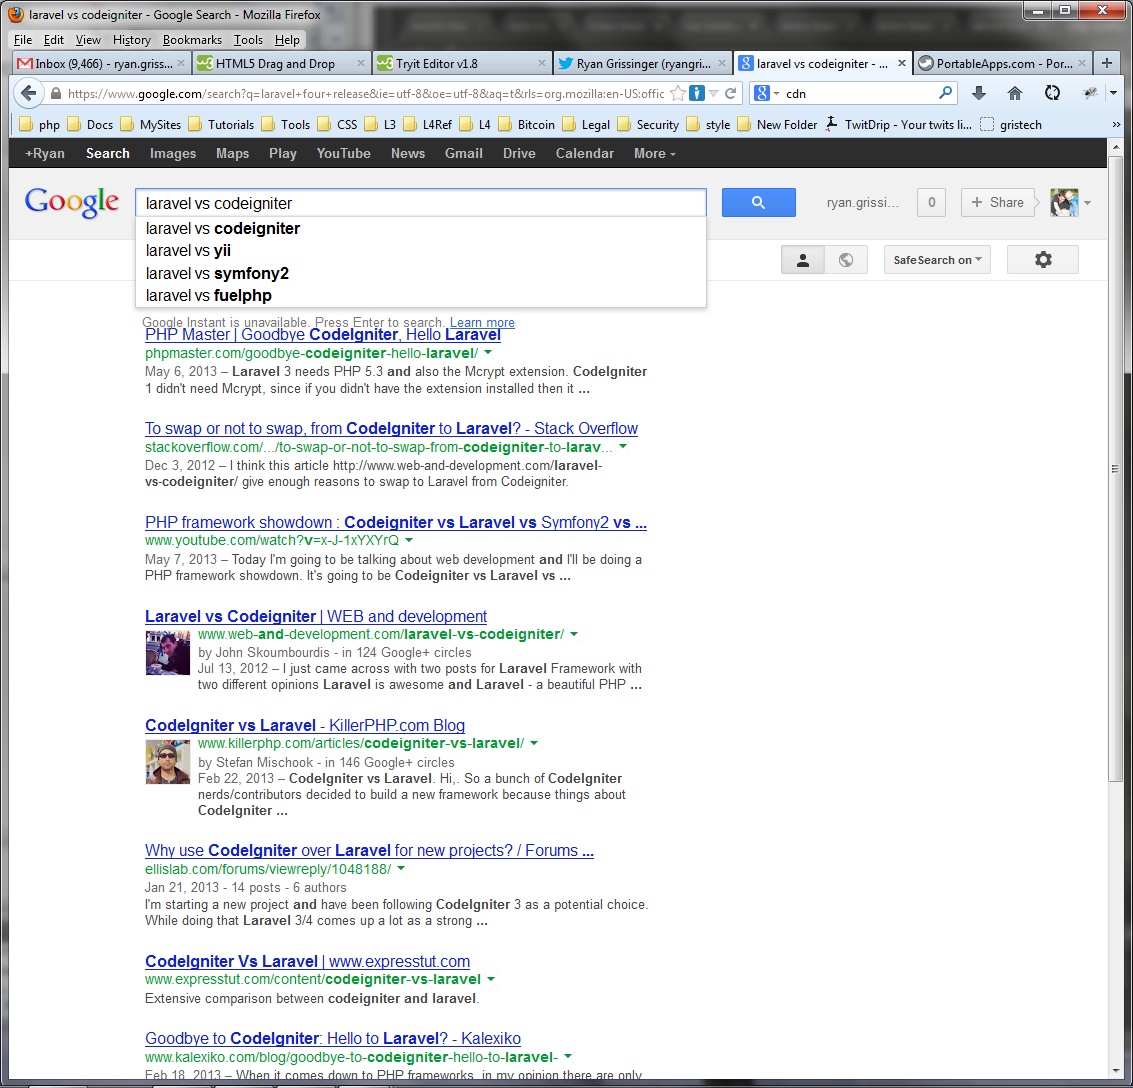 laravel vs codeigniter - Google Search - Mozilla Firefox
File Edit View History Bookmarks Tools Help
Inbox (9,466) - ryan.griss... HTML5 Drag and Drop Tryit Editor v1.8 Ryan Grissinger (ryangri... laravel vs codeigniter - ... PortableApps.com - Por...
https://www.google.com/search?q=laravel+four+release&ie=utf-8&oe=utf-8&aq=t&rls=org.mozilla:en-US:offic cdn
php Docs MySites Tutorials Tools CSS L3 L4Ref L4 Bitcoin Legal Security style New Folder TwitDrip - Your twits li... gristech
+Ryan Search Images Maps Play YouTube News Gmail Drive Calendar More
Google laravel vs codeigniter ryan.grissi... 0 + Share
laravel vs codeigniter
laravel vs yii
laravel vs symfony2
laravel vs fuelphp
SafeSearch on
Google Instant is unavailable. Press Enter to search. Learn more
PHP Master | Goodbye CodeIgniter, Hello Laravel
phpmaster.com/goodbye-codeigniter-hello-laravel/
May 6, 2013 – Laravel 3 needs PHP 5.3 and also the Mcrypt extension. CodeIgniter
1 didn't need Mcrypt, since if you didn't have the extension installed then it ...
To swap or not to swap, from CodeIgniter to Laravel? - Stack Overflow
stackoverflow.com/.../to-swap-or-not-to-swap-from-codeigniter-to-larav...
Dec 3, 2012 – I think this article http://www.web-and-development.com/laravel-
vs-codeigniter/ give enough reasons to swap to Laravel from Codeigniter.
PHP framework showdown : Codeigniter vs Laravel vs Symfony2 vs ...
www.youtube.com/watch?v=x-J-1xYXYrQ
May 7, 2013 – Today I'm going to be talking about web development and I'll be doing a
PHP framework showdown. It's going to be Codeigniter vs Laravel vs ...
Laravel vs Codeigniter | WEB and development
www.web-and-development.com/laravel-vs-codeigniter/
by John Skoumbourdis - in 124 Google+ circles
Jul 13, 2012 – I just came across with two posts for Laravel Framework with
two different opinions Laravel is awesome and Laravel - a beautiful PHP ...
CodeIgniter vs Laravel - KillerPHP.com Blog
www.killerphp.com/articles/codeigniter-vs-laravel/
by Stefan Mischook - in 146 Google+ circles
Feb 22, 2013 – CodeIgniter vs Laravel. Hi,. So a bunch of CodeIgniter
nerds/contributors decided to build a new framework because things about
CodeIgniter ...
Why use CodeIgniter over Laravel for new projects? / Forums ...
ellislab.com/forums/viewreply/1048188/
Jan 21, 2013 - 14 posts - 6 authors
I'm starting a new project and have been following CodeIgniter 3 as a potential choice.
While doing that Laravel 3/4 comes up a lot as a strong ...
CodeIgniter Vs Laravel | www.expresstut.com
www.expresstut.com/content/codeigniter-vs-laravel
Extensive comparison between codeigniter and laravel.
Goodbye to CodeIgniter: Hello to Laravel? - Kalexiko
www.kalexiko.com/blog/goodbye-to-codeigniter-hello-to-laravel-
Feb 18, 2013 – When it comes down to PHP frameworks, in my opinion there are only